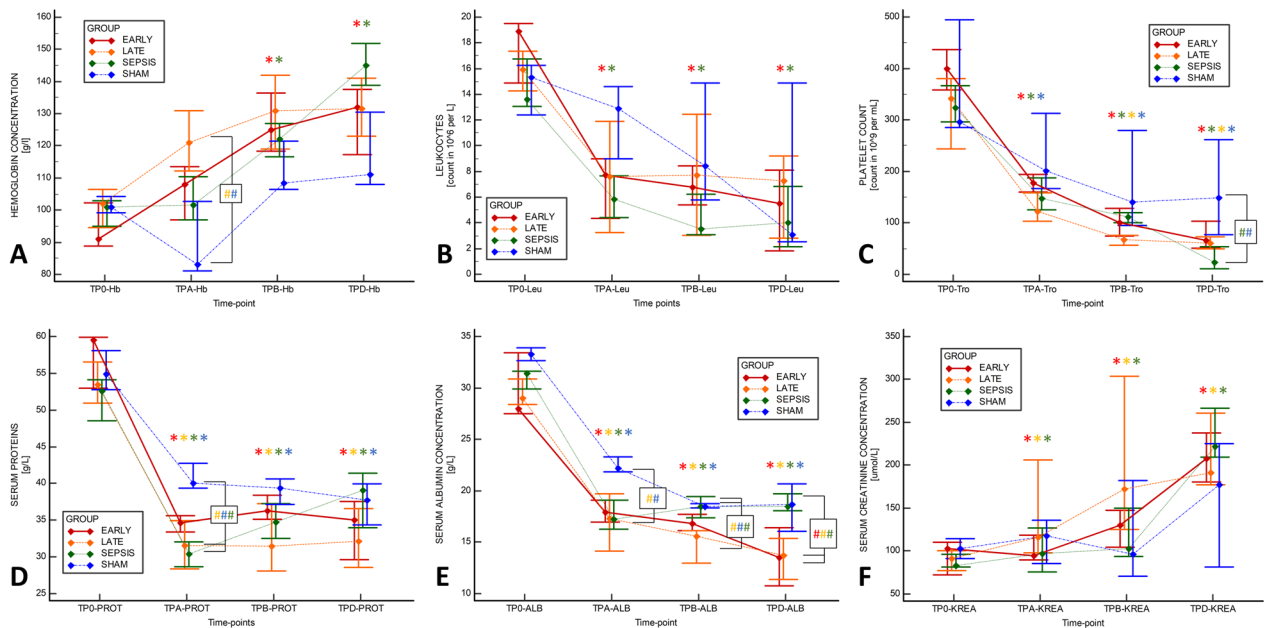 HEMOGLOBIN CONCENTRATION
[g/l]
160
150
140
130
120
110
100
90
80
GROUP
EARLY
LATE
SEPSIS
SHAM
* *
* *
##
TP0-Hb TPA-Hb TPB-Hb TPD-Hb
Time-point
A
LEUKOCYTES
[count in 10^6 per L]
20
18
16
14
12
10
8
6
4
2
0
* *
* *
* *
GROUP
EARLY
LATE
SEPSIS
SHAM
TP0-Leu TPA-Leu TPB-Leu TPD-Leu
Time points
B
PLATELET COUNT
[count in 10^9 per mL]
500
400
300
200
100
0
GROUP
EARLY
LATE
SEPSIS
SHAM
* * *
* * * *
* * * *
##
TP0-Tro TPA-Tro TPB-Tro TPD-Tro
Time-point
C
SERUM PROTEINS
[g/L]
60
55
50
45
40
35
30
25
* * * *
* * * *
* * * *
###
GROUP
EARLY
LATE
SEPSIS
SHAM
TP0-PROT TPA-PROT TPB-PROT TPD-PROT
Time-points
D
SERUM ALBUMIN CONCENTRATION
[g/L]
35
30
25
20
15
10
GROUP
EARLY
LATE
SEPSIS
SHAM
* * * *
* * * *
* * * *
##
###
###
TP0-ALB TPA-ALB TPB-ALB TPD-ALB
Time-point
E
SERUM CREATININE CONCENTRATION
[umol/L]
350
300
250
200
150
100
50
GROUP
EARLY
LATE
SEPSIS
SHAM
* * *
* * *
* * *
TP0-KREA TPA-KREA TPB-KREA TPD-KREA
Time-point
F